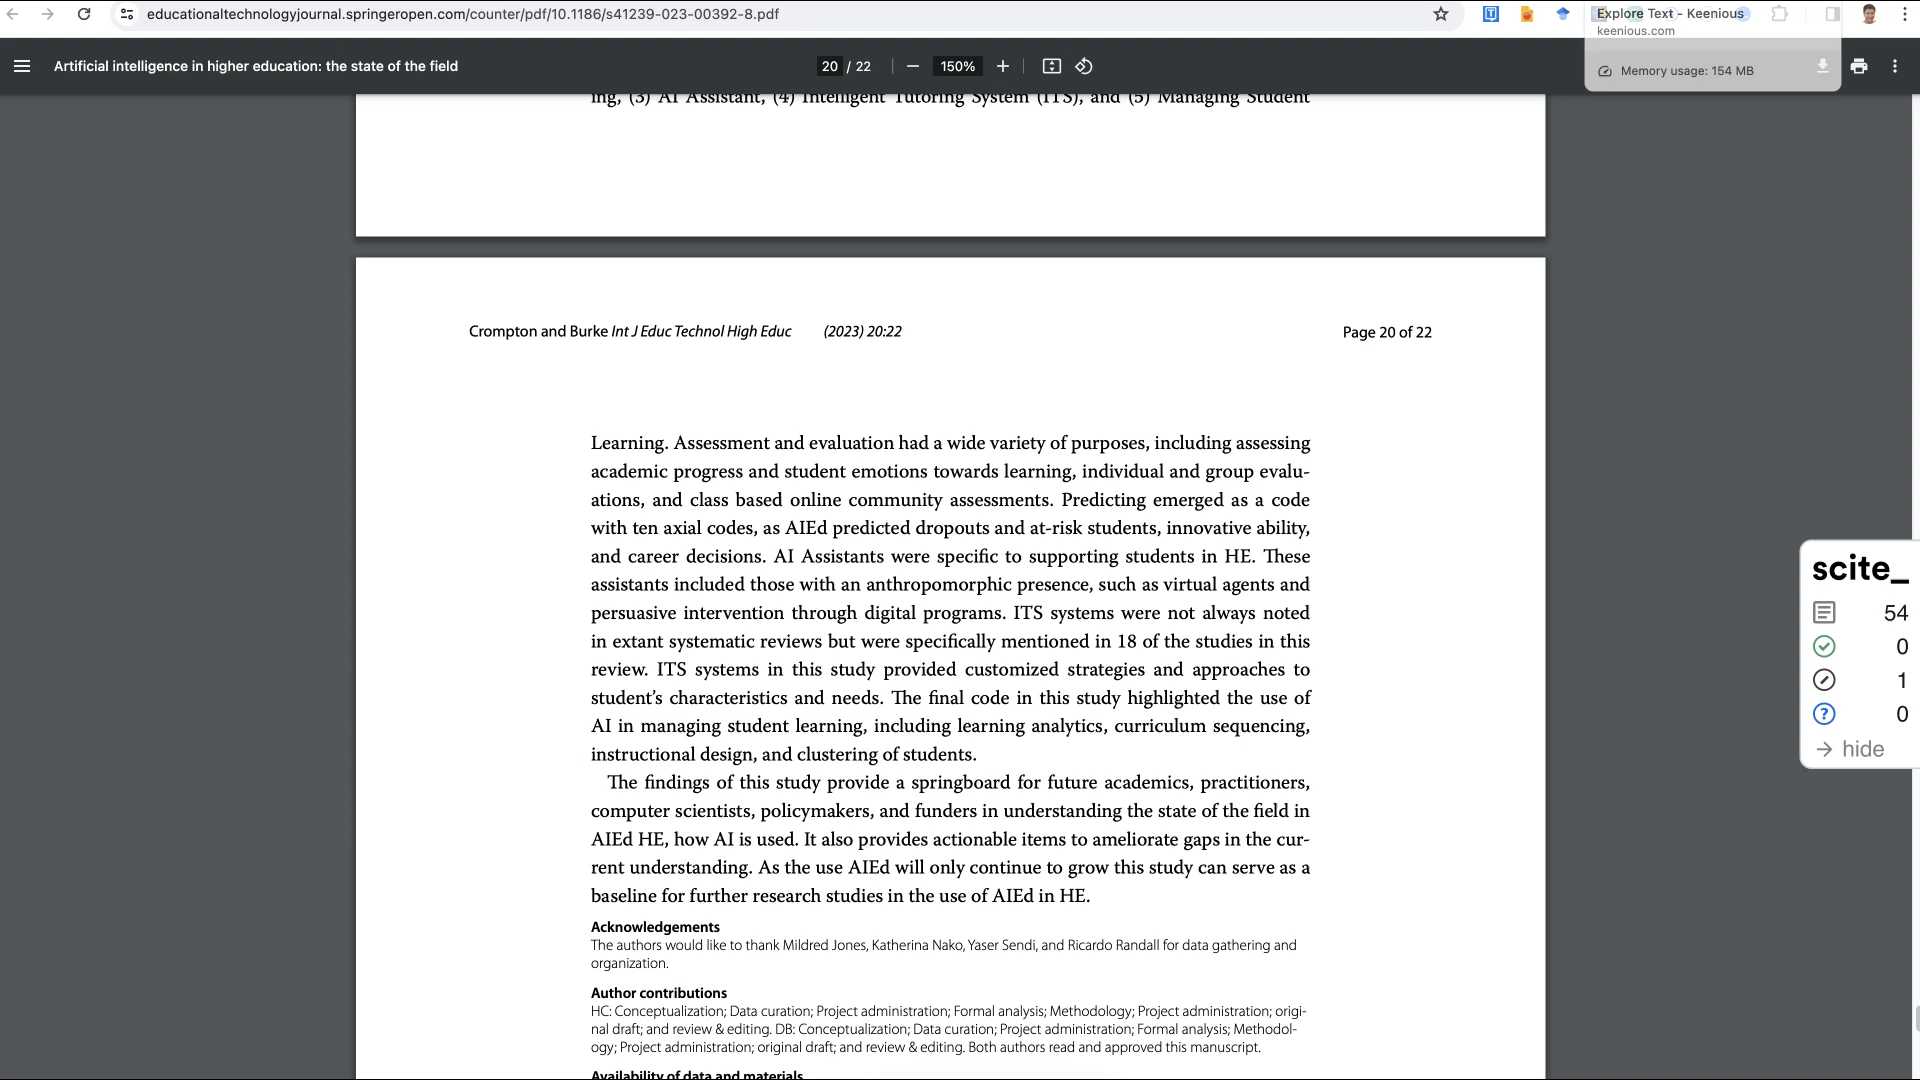 educationaltechnologyjournal.springeropen.com/counter/pdf/10.1186/s41239-023-00392-8.pdf
Explore Text - Keenious
keenious.com
Memory usage: 154 MB
Artificial intelligence in higher education: the state of the field
20 / 22
150%
ing, (3) AI Assistant, (4) Intelligent Tutoring System (ITS), and (5) Managing Student
Crompton and Burke Int J Educ Technol High Educ (2023) 20:22
Page 20 of 22
Learning. Assessment and evaluation had a wide variety of purposes, including assessing
academic progress and student emotions towards learning, individual and group evalu-
ations, and class based online community assessments. Predicting emerged as a code
with ten axial codes, as AIEd predicted dropouts and at-risk students, innovative ability,
and career decisions. AI Assistants were specific to supporting students in HE. These
assistants included those with an anthropomorphic presence, such as virtual agents and
persuasive intervention through digital programs. ITS systems were not always noted
in extant systematic reviews but were specifically mentioned in 18 of the studies in this
review. ITS systems in this study provided customized strategies and approaches to
student's characteristics and needs. The final code in this study highlighted the use of
AI in managing student learning, including learning analytics, curriculum sequencing,
instructional design, and clustering of students.
The findings of this study provide a springboard for future academics, practitioners,
computer scientists, policymakers, and funders in understanding the state of the field in
AIEd HE, how AI is used. It also provides actionable items to ameliorate gaps in the cur-
rent understanding. As the use AIEd will only continue to grow this study can serve as a
baseline for further research studies in the use of AIEd in HE.
Acknowledgements
The authors would like to thank Mildred Jones, Katherina Nako, Yaser Sendi, and Ricardo Randall for data gathering and
organization.
Author contributions
HC: Conceptualization; Data curation; Project administration; Formal analysis; Methodology; Project administration; origi-
nal draft; and review & editing. DB: Conceptualization; Data curation; Project administration; Formal analysis; Methodol-
ogy; Project administration; original draft; and review & editing. Both authors read and approved this manuscript.
Availability of data and materials
scite_
54
0
1
0
hide